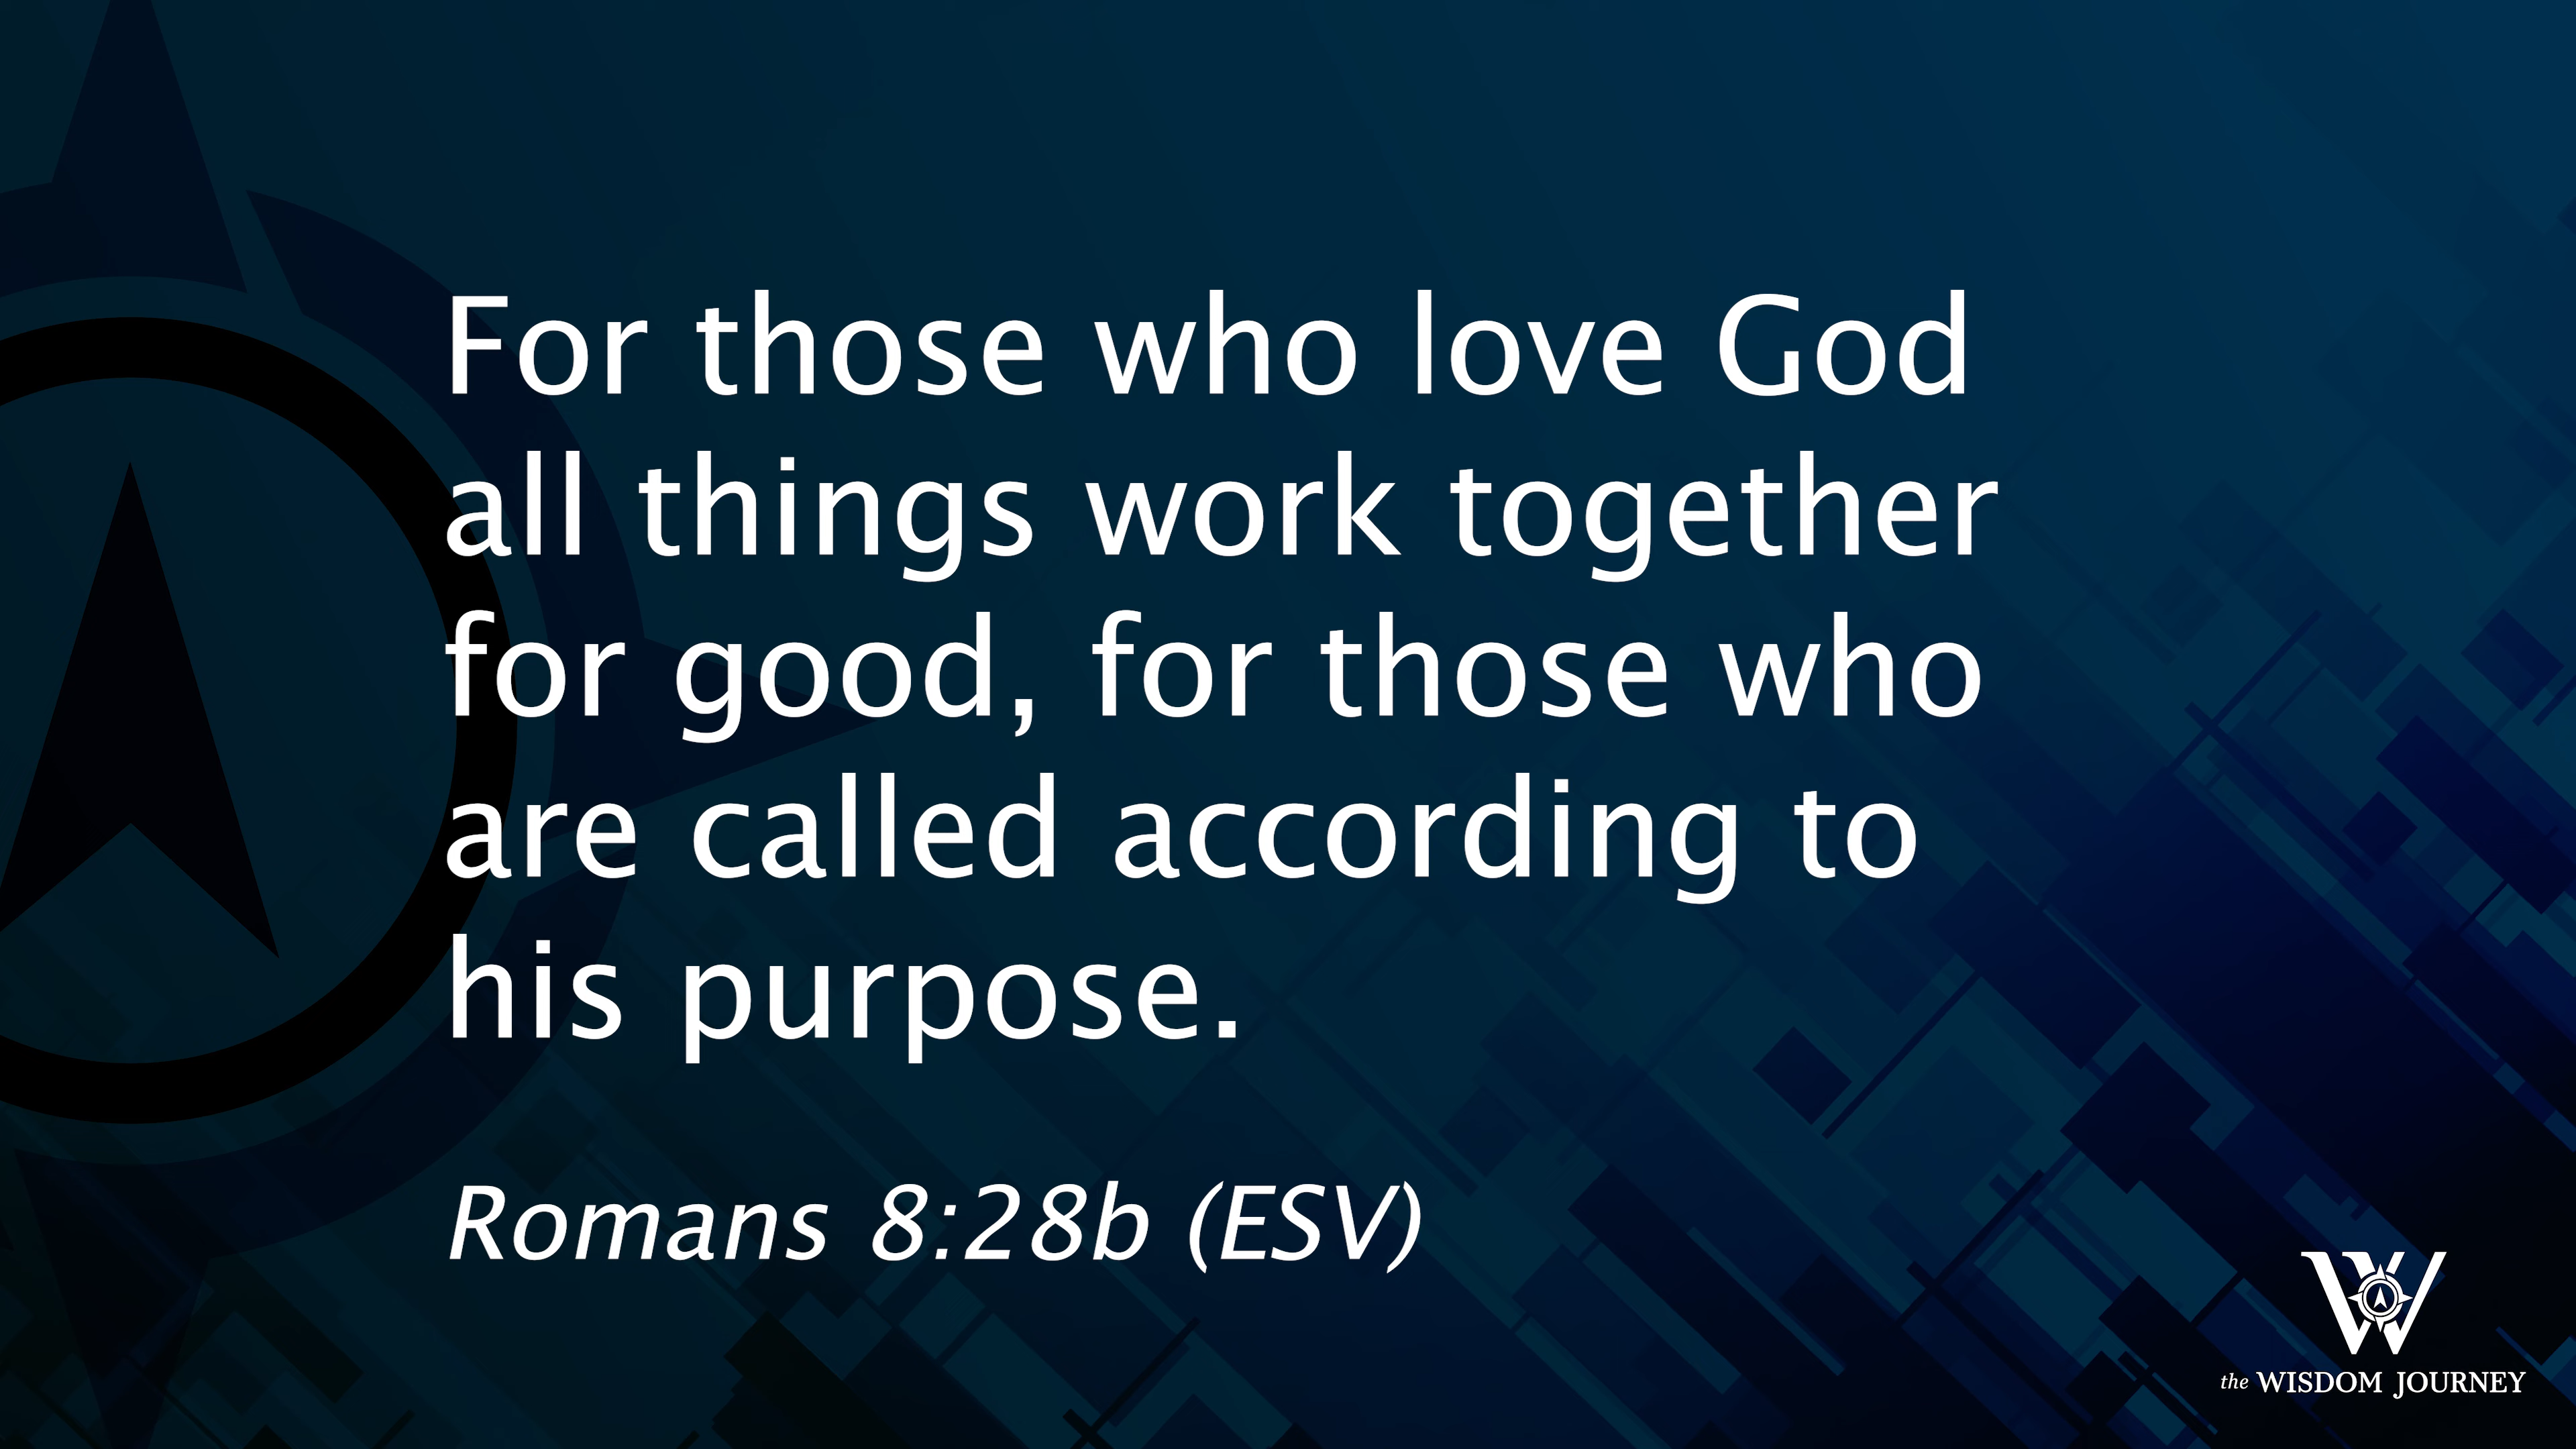 For those who love God
all things work together
for good, for those who
are called according to
his purpose.
Romans 8:28b (ESV)
W
the WISDOM JOURNEY